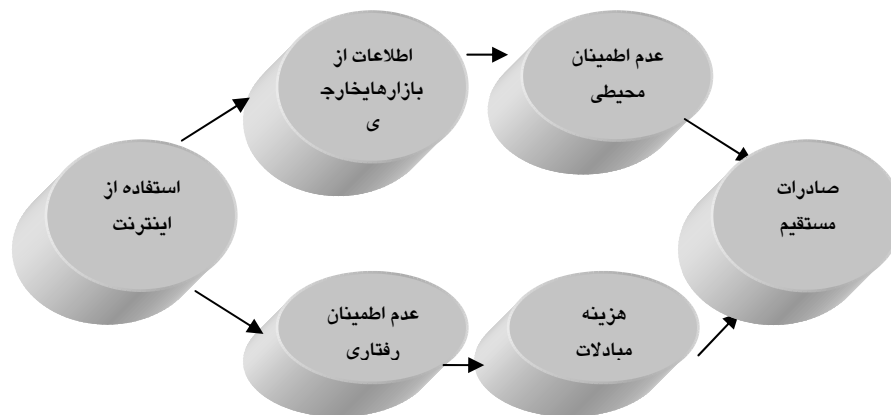 اطلاعات از
بازارهایخارج
ی
عدم اطمینان
محیطی
استفاده از
اینترنت
صادرات
مستقیم
عدم اطمینان
رفتاری
هزینه
مبادلات